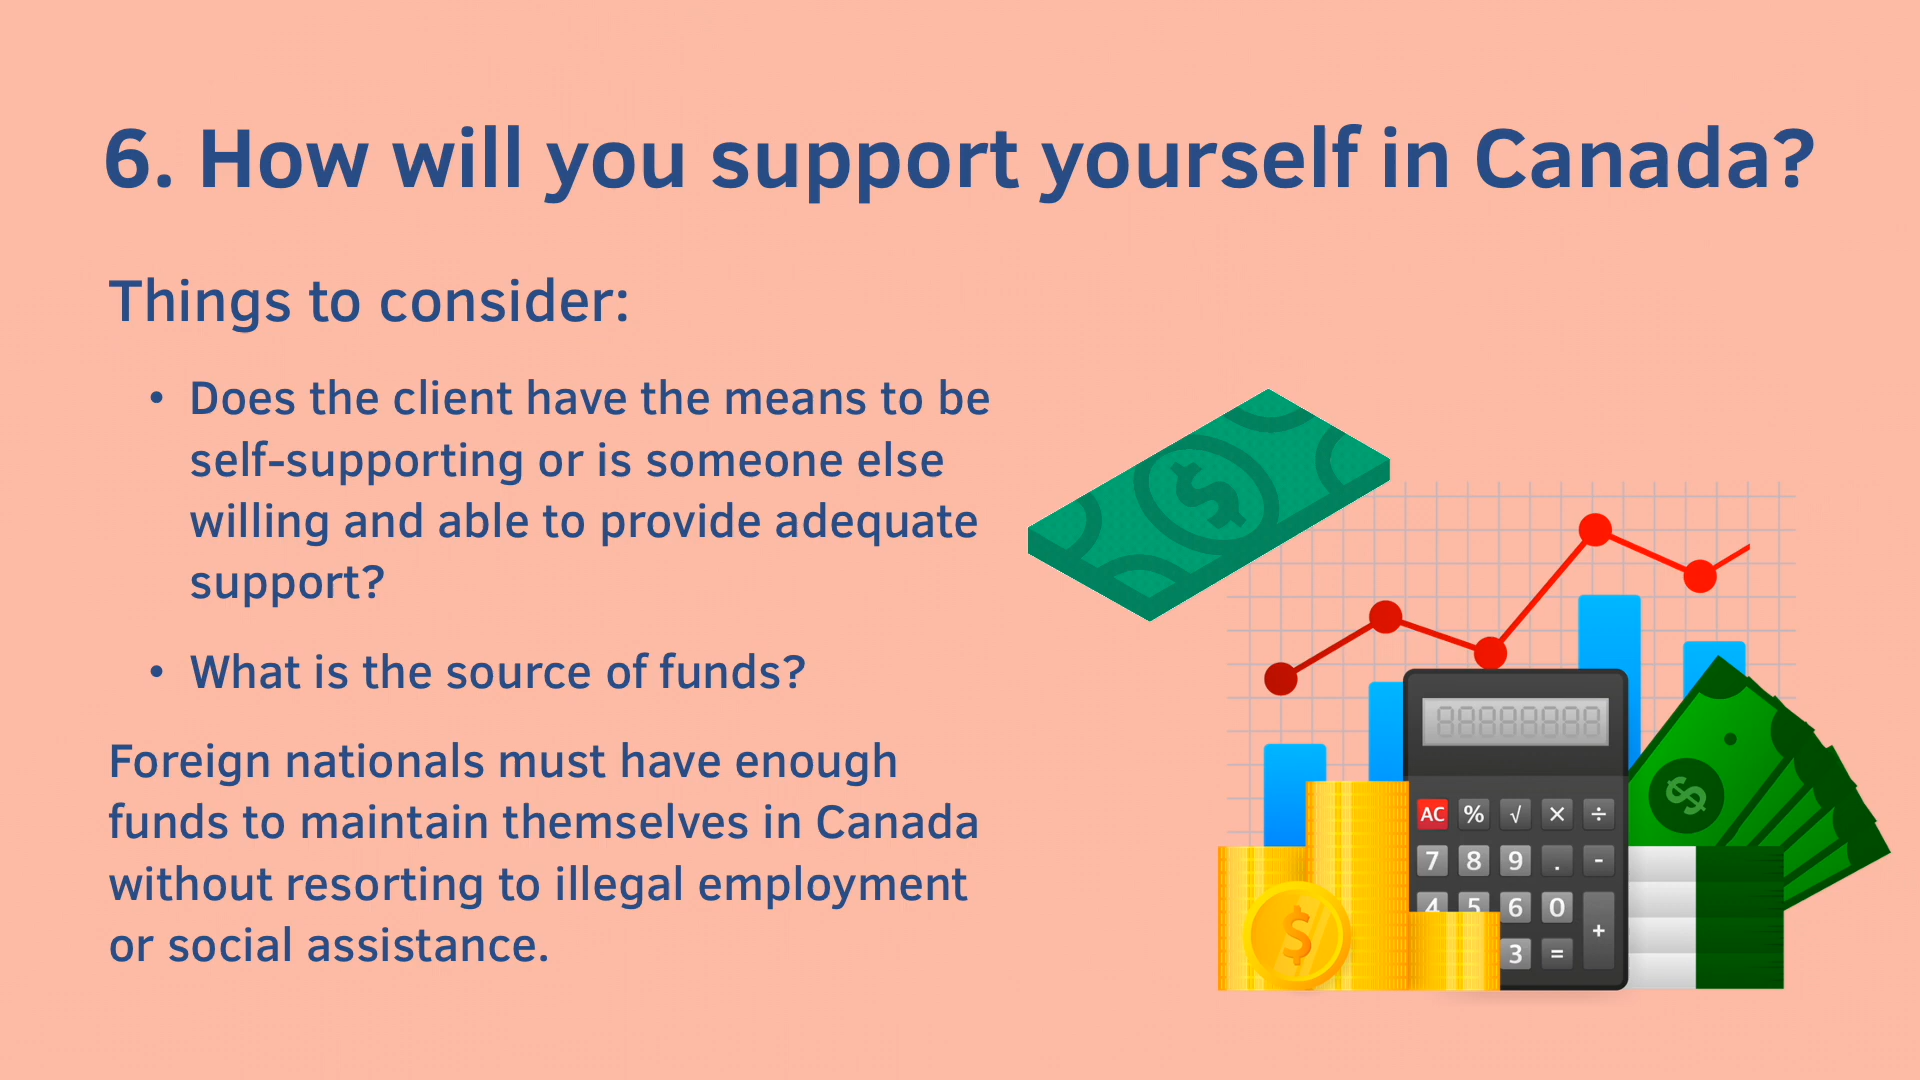 6. How will you support yourself in Canada?
Things to consider:
• Does the client have the means to be
self-supporting or is someone else
willing and able to provide adequate
support?
• What is the source of funds?
Foreign nationals must have enough
funds to maintain themselves in Canada
without resorting to illegal employment
or social assistance.
$
88888888
AC % √ × ÷
7 8 9 . -
4 5 6 0 +
3 =
$
$